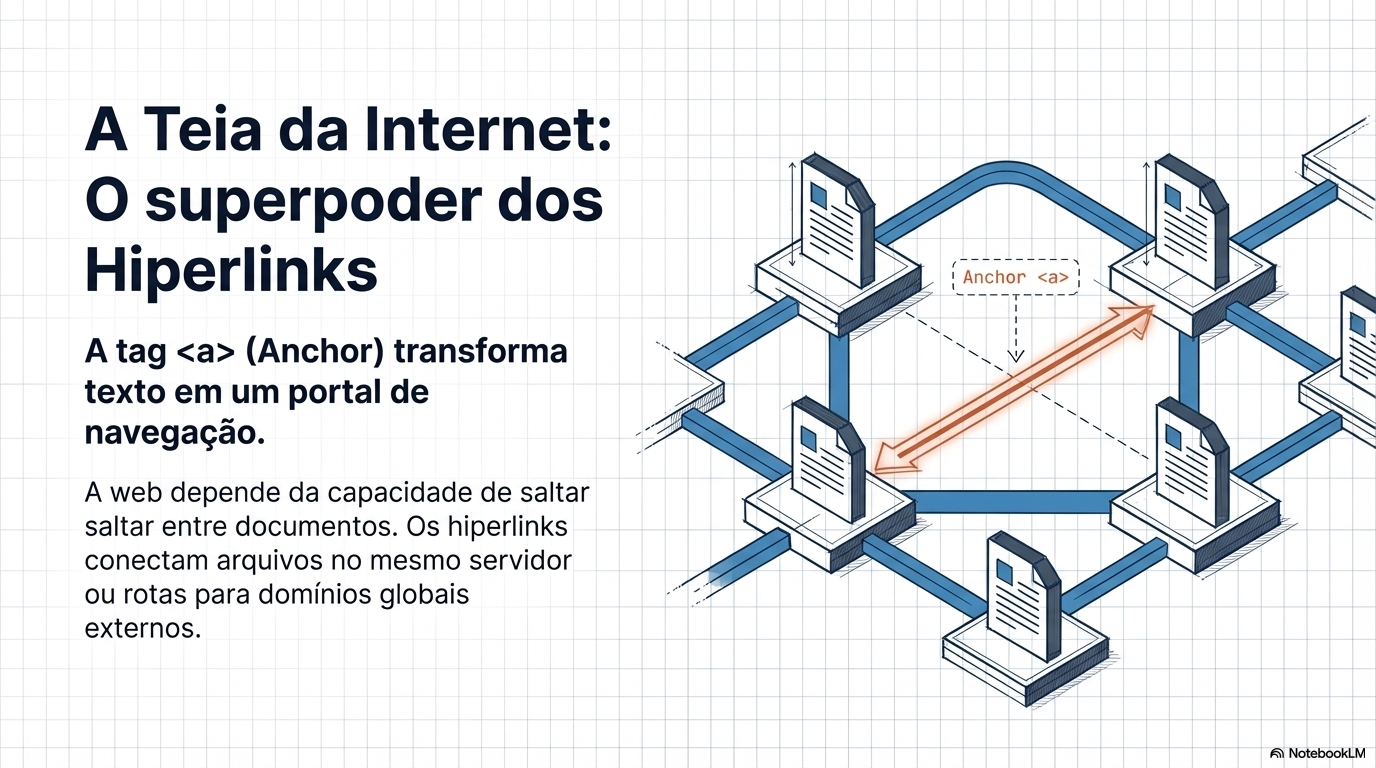 A Teia da Internet:
O superpoder dos
Hiperlinks
A tag <a> (Anchor) transforma
texto em um portal de
navegação.
A web depende da capacidade de saltar
saltar entre documentos. Os hiperlinks
conectam arquivos no mesmo servidor
ou rotas para domínios globais
externos.
Anchor <a>
NotebookLM